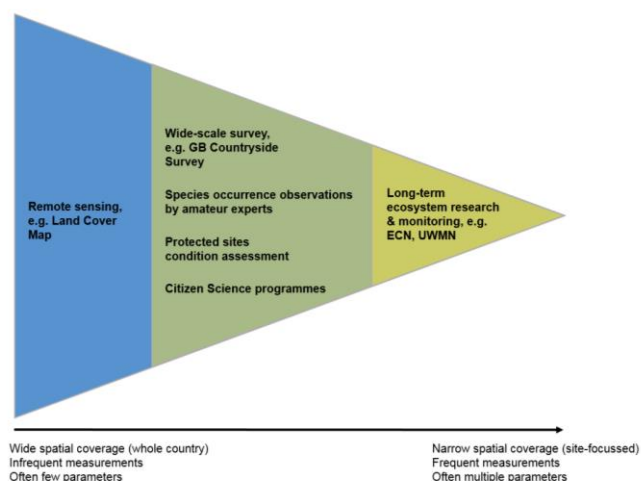 Remote sensing,
e.g. Land Cover
Map
Wide-scale survey,
e.g. GB Countryside
Survey
Species occurrence observations
by amateur experts
Protected sites
condition assessment
Citizen Science programmes
Long-term
ecosystem research
& monitoring, e.g.
ECN, UWMN
Wide spatial coverage (whole country)
Infrequent measurements
Often few parameters
Narrow spatial coverage (site-focussed)
Frequent measurements
Often multiple parameters